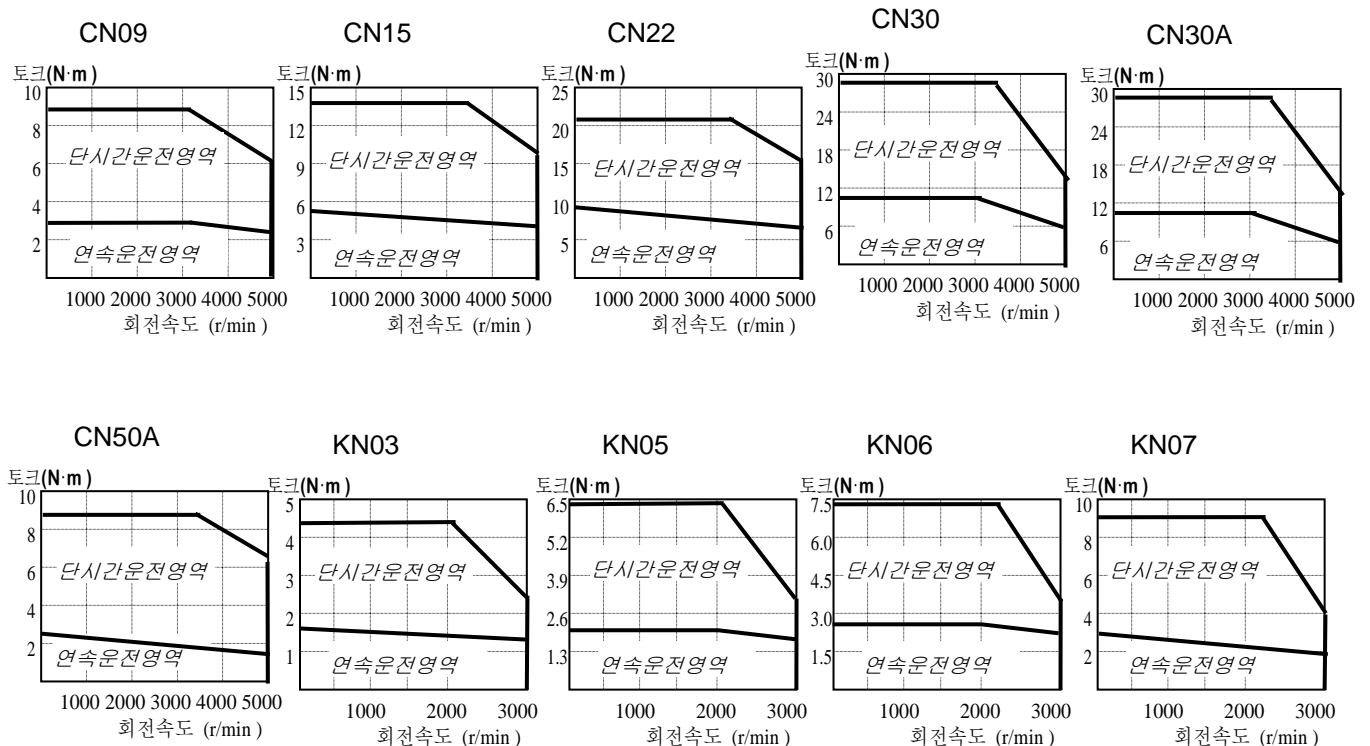 CN09
토크(N·m)
10
8
6
4
2
단시간운전영역
연속운전영역
1000 2000 3000 4000 5000
회전속도 (r/min )
CN15
토크(N·m)
15
12
9
6
3
단시간운전영역
연속운전영역
1000 2000 3000 4000 5000
회전속도 (r/min )
CN22
토크(N·m)
25
20
15
10
5
단시간운전영역
연속운전영역
1000 2000 3000 4000 5000
회전속도 (r/min )
CN30
토크(N·m)
30
24
18
12
6
단시간운전영역
연속운전영역
1000 2000 3000 4000 5000
회전속도 (r/min )
CN30A
토크(N·m)
30
24
18
12
6
단시간운전영역
연속운전영역
1000 2000 3000 4000 5000
회전속도 (r/min )
CN50A
토크(N·m)
10
8
6
4
2
단시간운전영역
연속운전영역
1000 2000 3000 4000 5000
회전속도 (r/min )
KN03
토크(N·m)
5
4
3
2
1
단시간운전영역
연속운전영역
1000 2000 3000
회전속도 (r/min )
KN05
토크(N·m)
6.5
5.2
3.9
2.6
1.3
단시간운전영역
연속운전영역
1000 2000 3000
회전속도 (r/min )
KN06
토크(N·m)
7.5
6.0
4.5
3.0
1.5
단시간운전영역
연속운전영역
1000 2000 3000
회전속도 (r/min )
KN07
토크(N·m)
10
8
6
4
2
단시간운전영역
연속운전영역
1000 2000 3000
회전속도 (r/min )